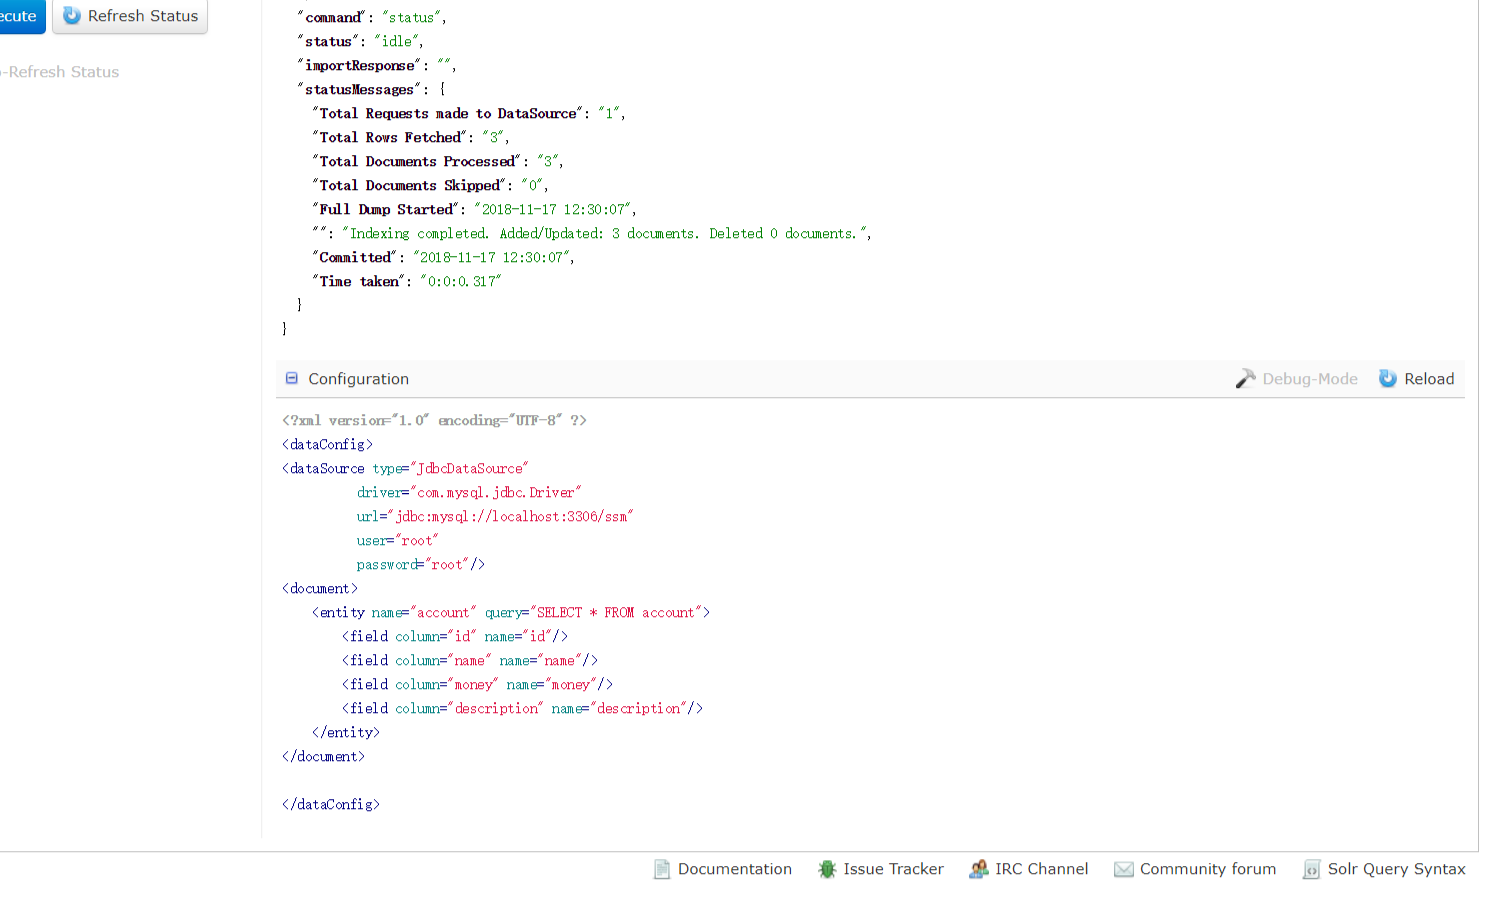 ecute Refresh Status
-Refresh Status
"command": "status",
"status": "idle",
"importResponse": "",
"statusMessages": {
"Total Requests made to DataSource": "1",
"Total Rows Fetched": "3",
"Total Documents Processed": "3",
"Total Documents Skipped": "0",
"Full Dump Started": "2018-11-17 12:30:07",
"": "Indexing completed. Added/Updated: 3 documents. Deleted 0 documents.",
"Committed": "2018-11-17 12:30:07",
"Time taken": "0:0:0.317"
}
}
Configuration Debug-Mode Reload
<?xml version="1.0" encoding="UTF-8" ?>
<dataConfig>
<dataSource type="JdbcDataSource"
driver="com.mysql.jdbc.Driver"
url="jdbc:mysql://localhost:3306/ssm"
user="root"
password="root"/>
<document>
<entity name="account" query="SELECT * FROM account">
<field column="id" name="id"/>
<field column="name" name="name"/>
<field column="money" name="money"/>
<field column="description" name="description"/>
</entity>
</document>
</dataConfig>
Documentation Issue Tracker IRC Channel Community forum Solr Query Syntax